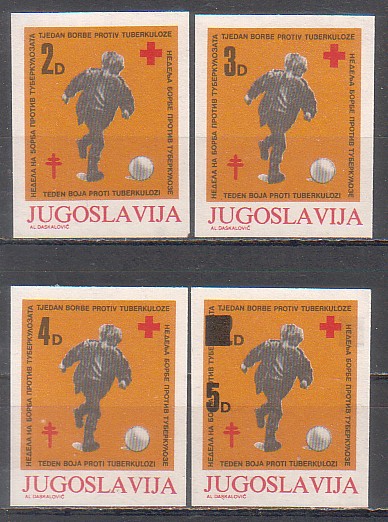 TJEDAN BORBE PROTIV TUBERKULOZE
2D
НЕДЕЛА НА БОРБА ПРОТИВ ТУБЕРКУЛОЗАТА
НЕДЕЉА БОРБЕ ПРОТИВ ТУБЕРКУЛОЗЕ
TEDEN BOJA PROTI TUBERKULOZI
JUGOSLAVIJA
AL DASKALOVIĆ
TJEDAN BORBE PROTIV TUBERKULOZE
3D
НЕДЕЛА НА БОРБА ПРОТИВ ТУБЕРКУЛОЗАТА
НЕДЕЉА БОРБЕ ПРОТИВ ТУБЕРКУЛОЗЕ
TEDEN BOJA PROTI TUBERKULOZI
JUGOSLAVIJA
AL DASKALOVIĆ
TJEDAN BORBE PROTIV TUBERKULOZE
4D
НЕДЕЛА НА БОРБА ПРОТИВ ТУБЕРКУЛОЗАТА
НЕДЕЉА БОРБЕ ПРОТИВ ТУБЕРКУЛОЗЕ
TEDEN BOJA PROTI TUBERKULOZI
JUGOSLAVIJA
AL DASKALOVIĆ
TJEDAN BORBE PROTIV TUBERKULOZE
D
5D
НЕДЕЛА НА БОРБА ПРОТИВ ТУБЕРКУЛОЗАТА
НЕДЕЉА БОРБЕ ПРОТИВ ТУБЕРКУЛОЗЕ
TEDEN BOJA PROTI TUBERKULOZI
JUGOSLAVIJA
AL DASKALOVIĆ